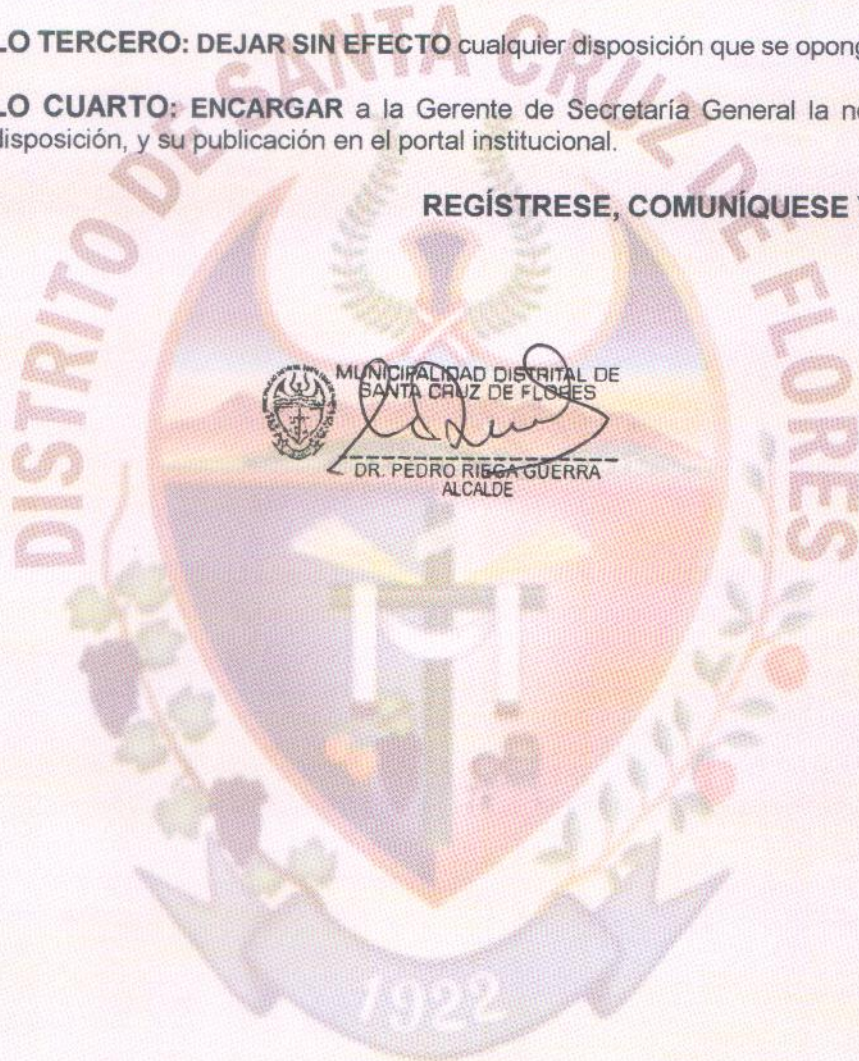 LO TERCERO: DEJAR SIN EFECTO cualquier disposición que se opong
LO CUARTO: ENCARGAR a la Gerente de Secretaría General la n
disposición, y su publicación en el portal institucional.
REGÍSTRESE, COMUNÍQUESE
DISTRITO DE SANTA CRUZ DE FLORES
MUNICIPALIDAD DISTRITAL DE
SANTA CRUZ DE FLORES
DR. PEDRO RIEGA GUERRA
ALCALDE
1922